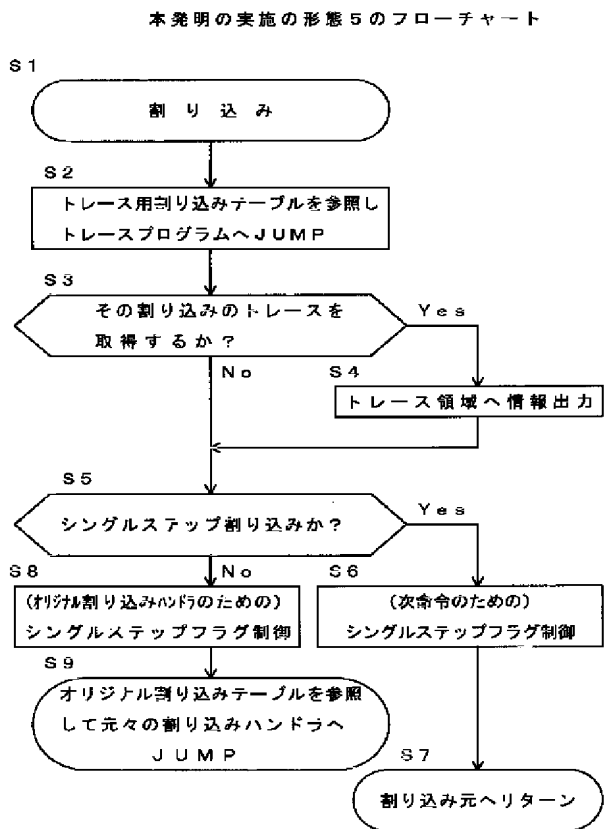 本発明の実施の形態5のフローチャート
S1
割り込み
S2
トレース用割り込みテーブルを参照し
トレースプログラムへJUMP
S3
その割り込みのトレースを
取得するか？
Yes
No
S4
トレース領域へ情報出力
S5
シングルステップ割り込みか？
Yes
No
S8
(オリジナル割り込みハンドラのための)
シングルステップフラグ制御
S6
(次命令のための)
シングルステップフラグ制御
S9
オリジナル割り込みテーブルを参照
して元々の割り込みハンドラへ
JUMP
S7
割り込み元へリターン